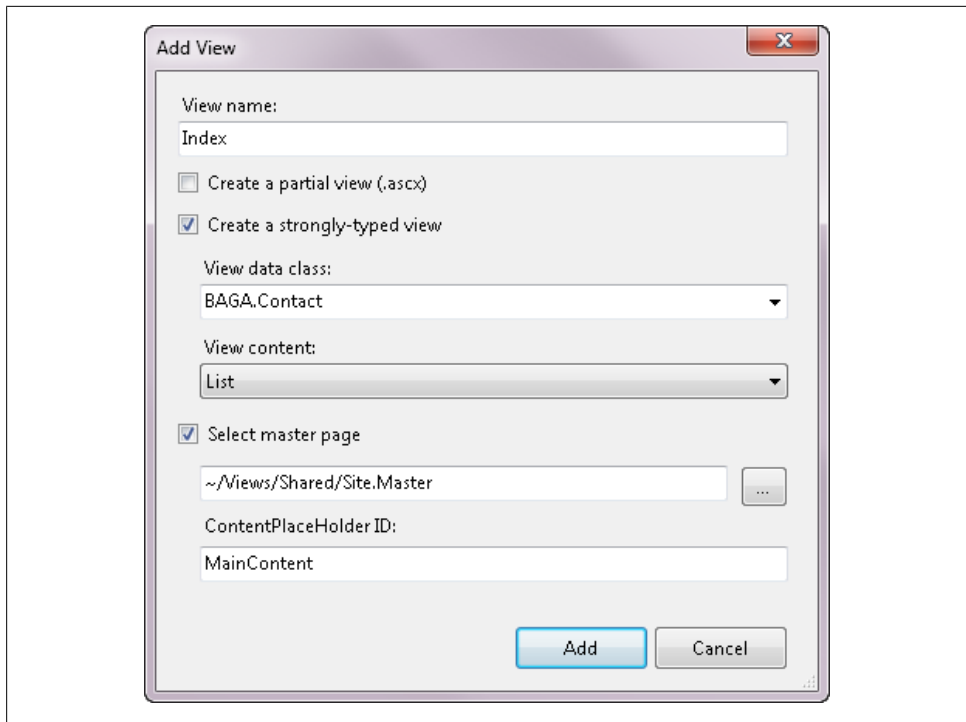 Add View
View name:
Index
Create a partial view (.ascx)
Create a strongly-typed view
View data class:
BAGA.Contact
View content:
List
Select master page
~/Views/Shared/Site.Master
...
ContentPlaceHolder ID:
MainContent
Add
Cancel